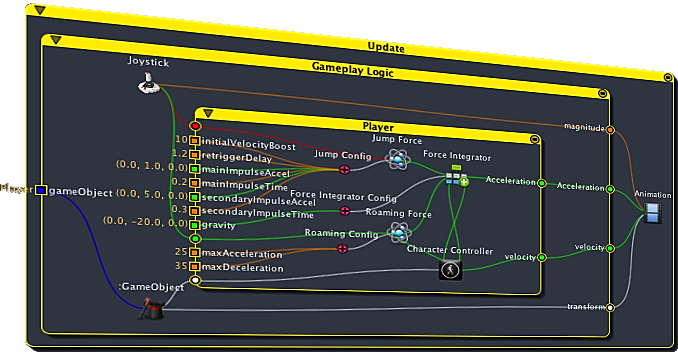 Update
Gameplay Logic
Joystick
magnitude
Player
Jump Force
10 initialVelocityBoost
1.2 retriggerDelay
Jump Config
Force Integrator
(0.0, 1.0, 0.0) mainImpulseAccel
0.2 mainImpulseTime
Acceleration
Acceleration
Animation
Player
gameObject
(0.0, 5.0, 0.0) secondaryImpulseAccel
Force Integrator Config
0.3 secondaryImpulseTime
Roaming Force
(0.0, -20.0, 0.0) gravity
Roaming Config
Character Controller
velocity
25 maxAcceleration
velocity
35 maxDeceleration
:GameObject
transform